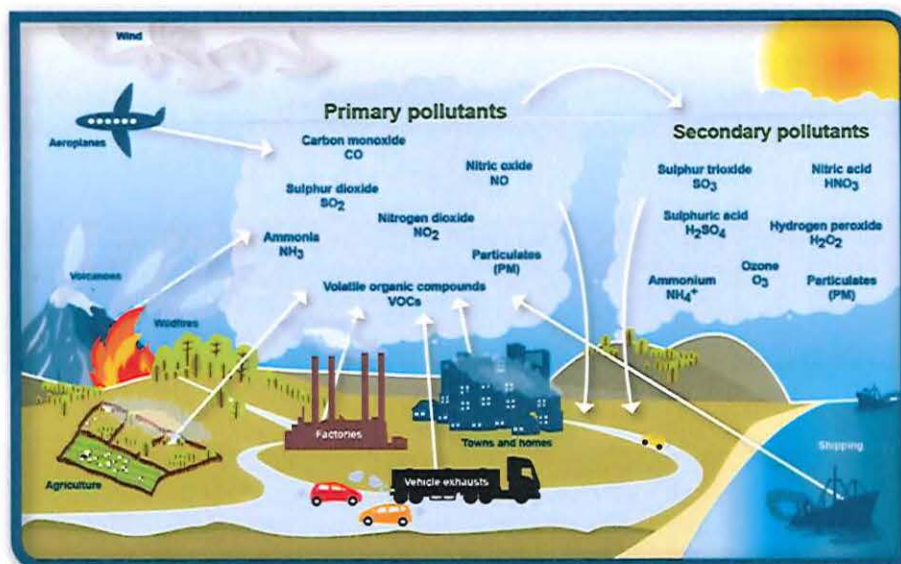 Wind
Aeroplanes
Primary pollutants
Carbon monoxide
CO
Nitric oxide
NO
Sulphur dioxide
SO2
Nitrogen dioxide
NO2
Ammonia
NH3
Particulates
(PM)
Volatile organic compounds
VOCs
Secondary pollutants
Sulphur trioxide
SO3
Nitric acid
HNO3
Sulphuric acid
H2SO4
Hydrogen peroxide
H2O2
Ammonium
NH4+
Ozone
O3
Particulates
(PM)
Volcanoes
Wildfires
Agriculture
Factories
Towns and homes
Vehicle exhausts
Shipping